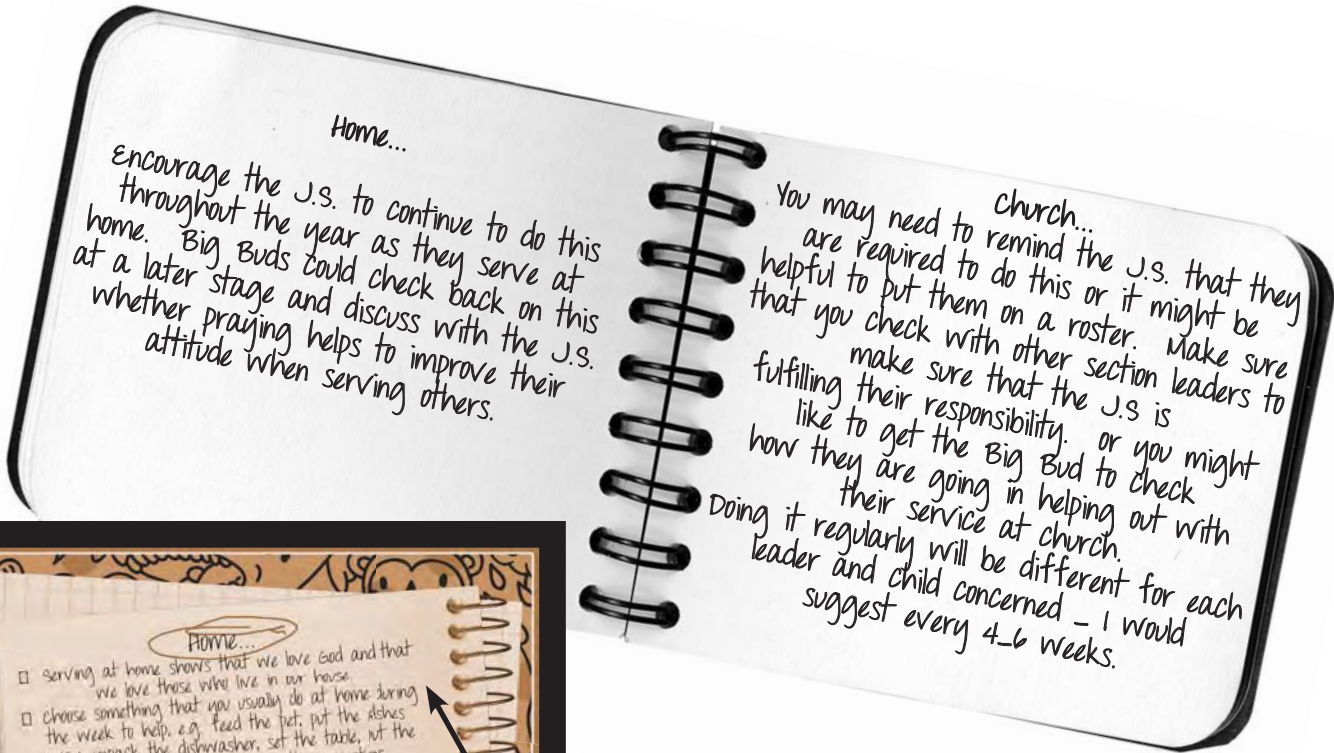 Home...
Encourage the J.S. to continue to do this
throughout the year as they serve at
home. Big Buds could check back on this
at a later stage and discuss with the J.S.
whether praying helps to improve their
attitude when serving others.
Church...
You may need to remind the J.S. that they
are required to do this or it might be
helpful to put them on a roster. Make sure
that you check with other section leaders to
make sure that the J.S is
fulfilling their responsibility. or you might
like to get the Big Bud to check
how they are going in helping out with
their service at church.
Doing it regularly will be different for each
leader and child concerned _ I would
suggest every 4_6 weeks.
Home...
Serving at home shows that we love God and that
we love those who live in our house.
Choose something that you usually do at home during
the week to help. e.g. feed the pet, put the dishes
the dishwasher, set the table, put the